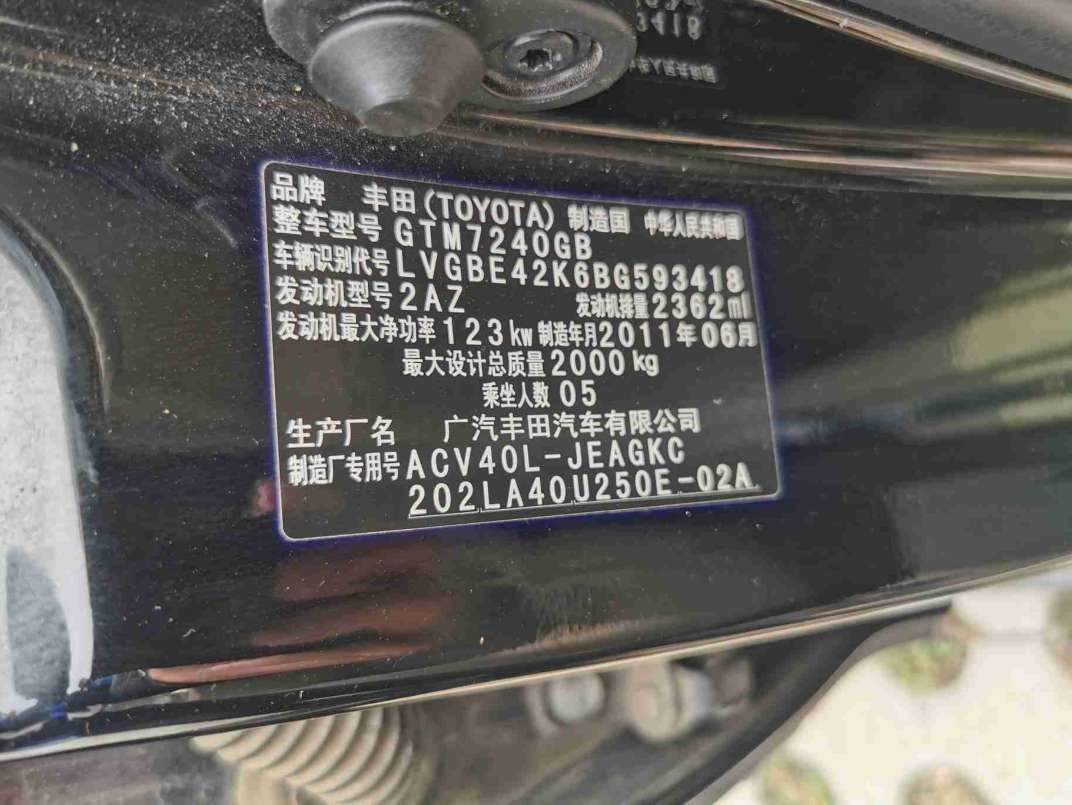 3418
品牌 丰田(TOYOTA) 制造国 中华人民共和国
整车型号 GTM7240GB
车辆识别代号 LVGBE42K6BG593418
发动机型号 2AZ 发动机排量 2362ml
发动机最大净功率 123kw 制造年月 2011年06月
最大设计总质量 2000kg
乘坐人数 05
生产厂名 广汽丰田汽车有限公司
制造厂专用号 ACV40L-JEAGKC
202LA40U250E-02A